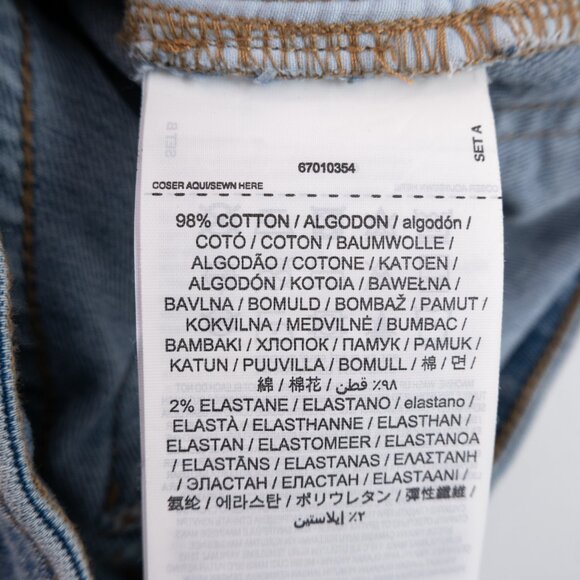 67010354
SET A
COSER AQUI/SEWN HERE
98% COTTON / ALGODON / algodón /
COTÓ / COTON / BAUMWOLLE /
ALGODÃO / COTONE / KATOEN /
ALGODÓN / KOTOIA / BAWEŁNA /
BAVLNA / BOMULD / BOMBAŽ / PAMUT /
KOKVILNA / MEDVILNĖ / BUMBAC /
BAMBAKI / ХЛОПОК / ПАМУК / PAMUK /
KATUN / PUUVILLA / BOMULL / 棉 / 면 /
綿 / 棉花 / ٩٨٪ قطن
2% ELASTANE / ELASTANO / elastano /
ELASTÀ / ELASTHANNE / ELASTHAN /
ELASTAN / ELASTOMEER / ELASTANOA
/ ELASTĀNS / ELASTANAS / ΕΛΑΣΤΑΝΗ
/ ЭЛАСТАН / ЕЛАСТАН / ELASTAANI /
氨纶 / 에라스탄 / ポリウレタン / 彈性纖維 /
٢٪ إيلاستين